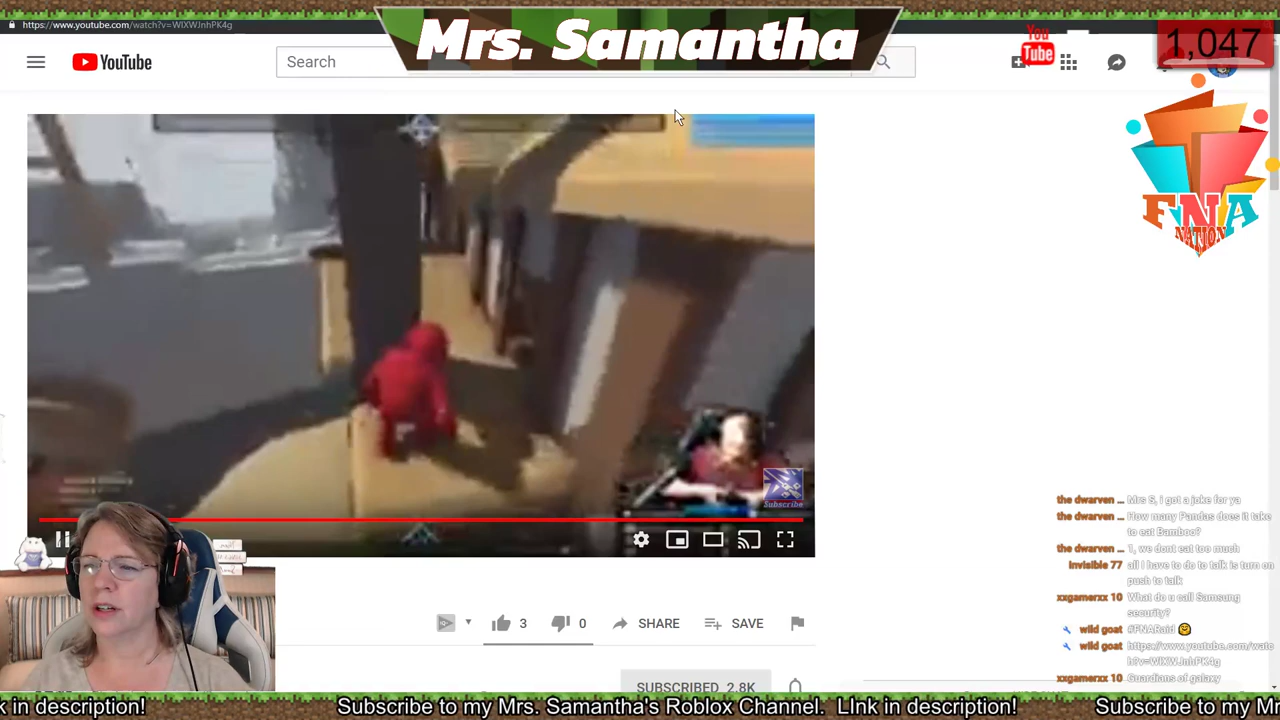 https://www.youtube.com/watch?v=WlXWJnhPK4g
Mrs. Samantha
YouTube
Search
You
Tube
1,047
FNA
NATION
Subscribe
the dwarven ... Mrs S, i got a joke for ya
the dwarven ... How many Pandas does it take
to eat Bamboo?
the dwarven ... 1, we dont eat too much
Invisible 77 all i have to do to talk is turn on
push to talk
xxgamerxx 10 What do u call Samsung
security?
wild goat #FNARaid
wild goat https://www.youtube.com/watc
h?v=WlXWJnhPK4g
xxgamerxx 10 Guardians of galaxy
3
0
SHARE
SAVE
SUBSCRIBED 2.8K
k in description!
Subscribe to my Mrs. Samantha's Roblox Channel. LInk in description!
Subscribe to my Mr